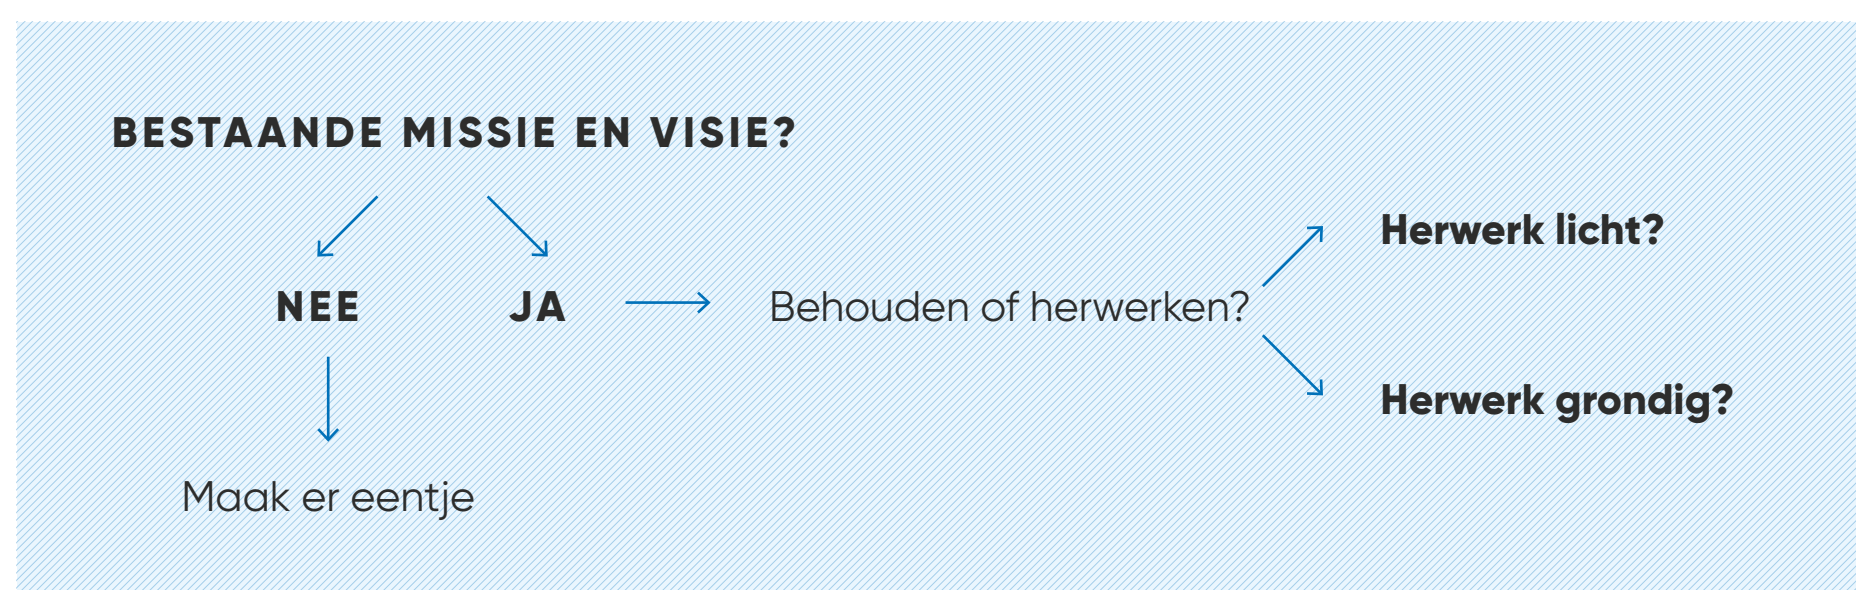 BESTAANDE MISSIE EN VISIE?
NEE
JA
Behouden of herwerken?
Herwerk licht?
Herwerk grondig?
Maak er eentje